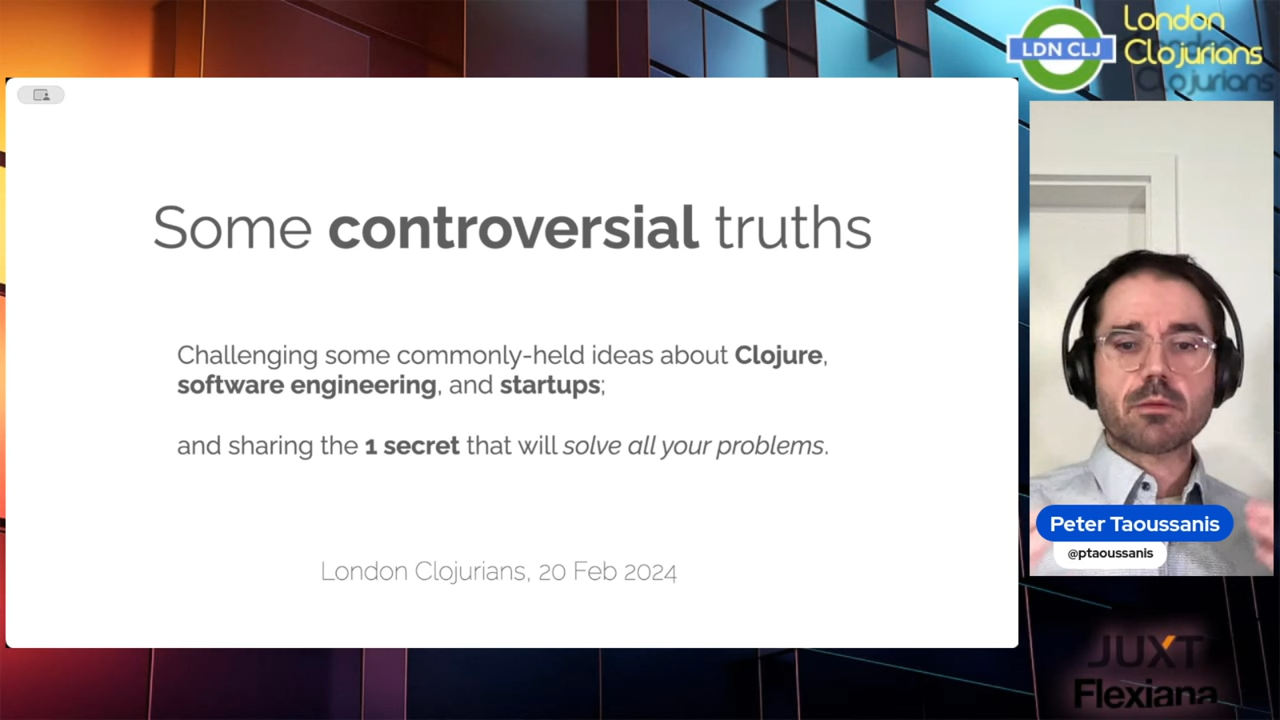 LDN CLJ
London
Clojurians
Some controversial truths
Challenging some commonly-held ideas about Clojure,
software engineering, and startups;
and sharing the 1 secret that will solve all your problems.
London Clojurians, 20 Feb 2024
Peter Taoussanis
@ptaoussanis
JUXT
Flexiana